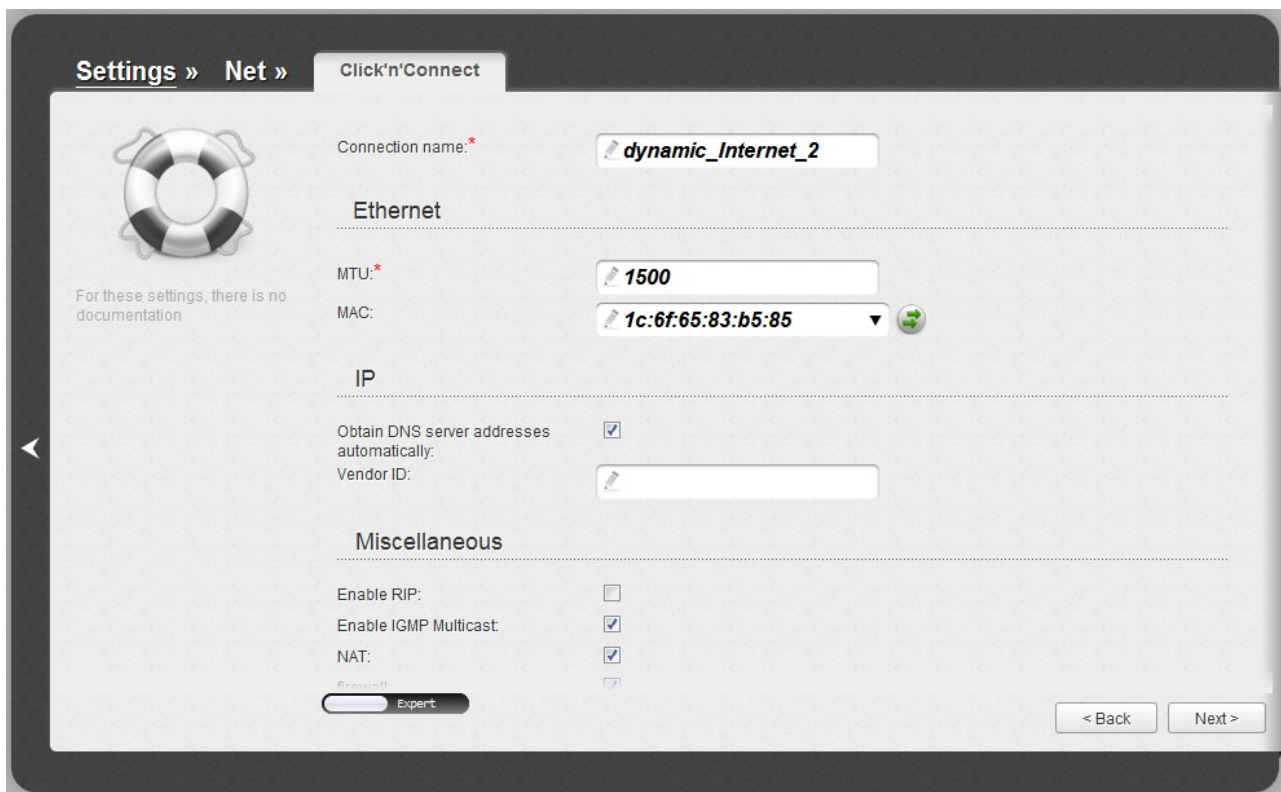 Settings » Net » Click'n'Connect
For these settings, there is no
documentation
Connection name:* dynamic_Internet_2
Ethernet
MTU:* 1500
MAC: 1c:6f:65:83:b5:85
IP
Obtain DNS server addresses
automatically:
Vendor ID:
Miscellaneous
Enable RIP:
Enable IGMP Multicast:
NAT:
firewall:
Expert
< Back Next >